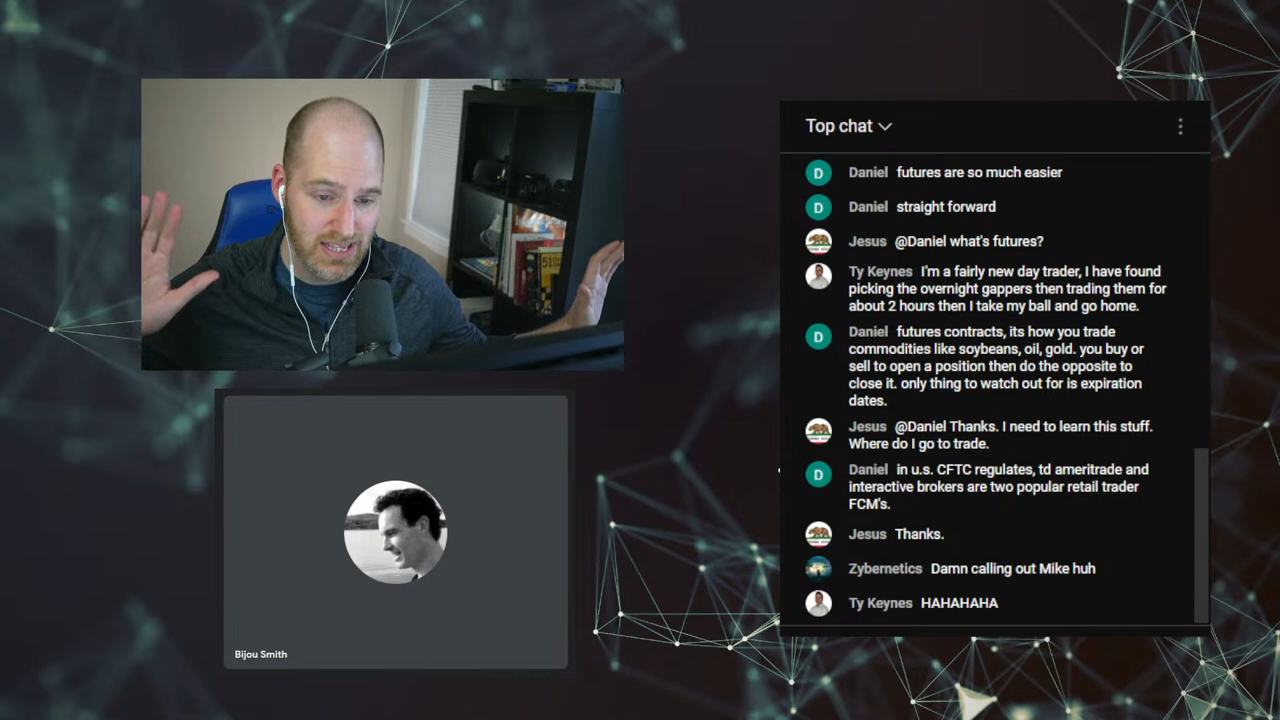 Top chat
Daniel futures are so much easier
Daniel straight forward
Jesus @Daniel what's futures?
Ty Keynes I'm a fairly new day trader, I have found
picking the overnight gappers then trading them for
about 2 hours then I take my ball and go home.
Daniel futures contracts, its how you trade
commodities like soybeans, oil, gold. you buy or
sell to open a position then do the opposite to
close it. only thing to watch out for is expiration
dates.
Jesus @Daniel Thanks. I need to learn this stuff.
Where do I go to trade.
Daniel in u.s. CFTC regulates, td ameritrade and
interactive brokers are two popular retail trader
FCM's.
Jesus Thanks.
Zybernetics Damn calling out Mike huh
Ty Keynes HAHAHAHA
D
D
D
D
51
Bijou Smith